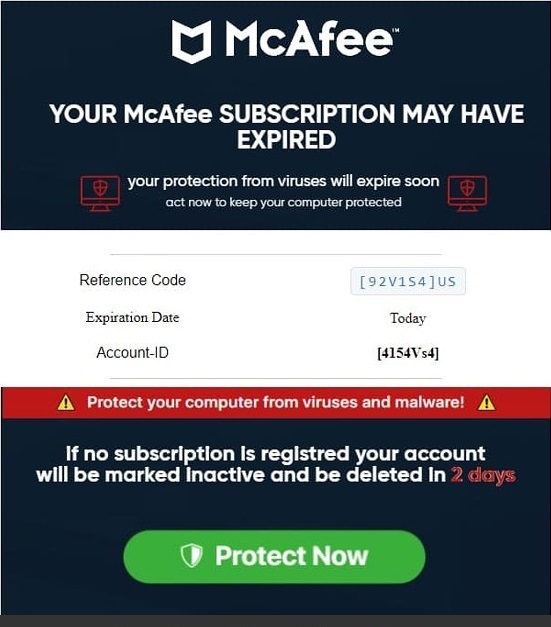 McAfee™
YOUR McAfee SUBSCRIPTION MAY HAVE
EXPIRED
your protection from viruses will expire soon
act now to keep your computer protected
Reference Code [92V1S4]US
Expiration Date Today
Account-ID [4154Vs4]
Protect your computer from viruses and malware!
If no subscription is registred your account
will be marked inactive and be deleted in 2 days
Protect Now